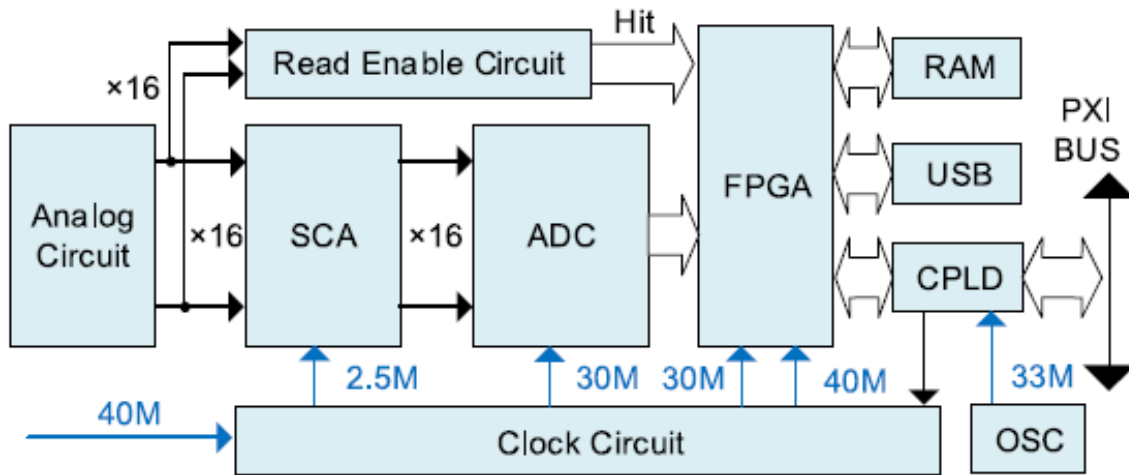 Hit
Read Enable Circuit
RAM
×16
PXI
BUS
Analog
Circuit
×16
SCA
×16
ADC
FPGA
USB
CPLD
2.5M
30M
30M
40M
33M
40M
Clock Circuit
OSC